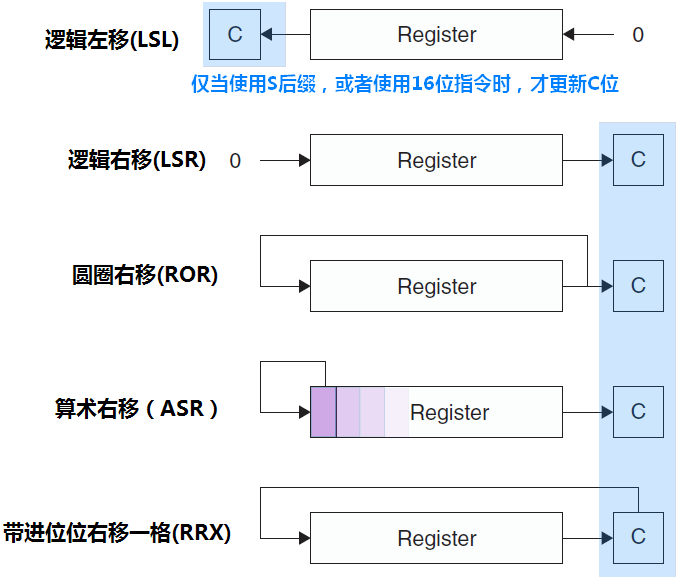 逻辑左移(LSL) C Register 0
仅当使用S后缀，或者使用16位指令时，才更新C位
逻辑右移(LSR) 0 Register C
圆圈右移(ROR) Register C
算术右移（ASR） Register C
带进位位右移一格(RRX) Register C